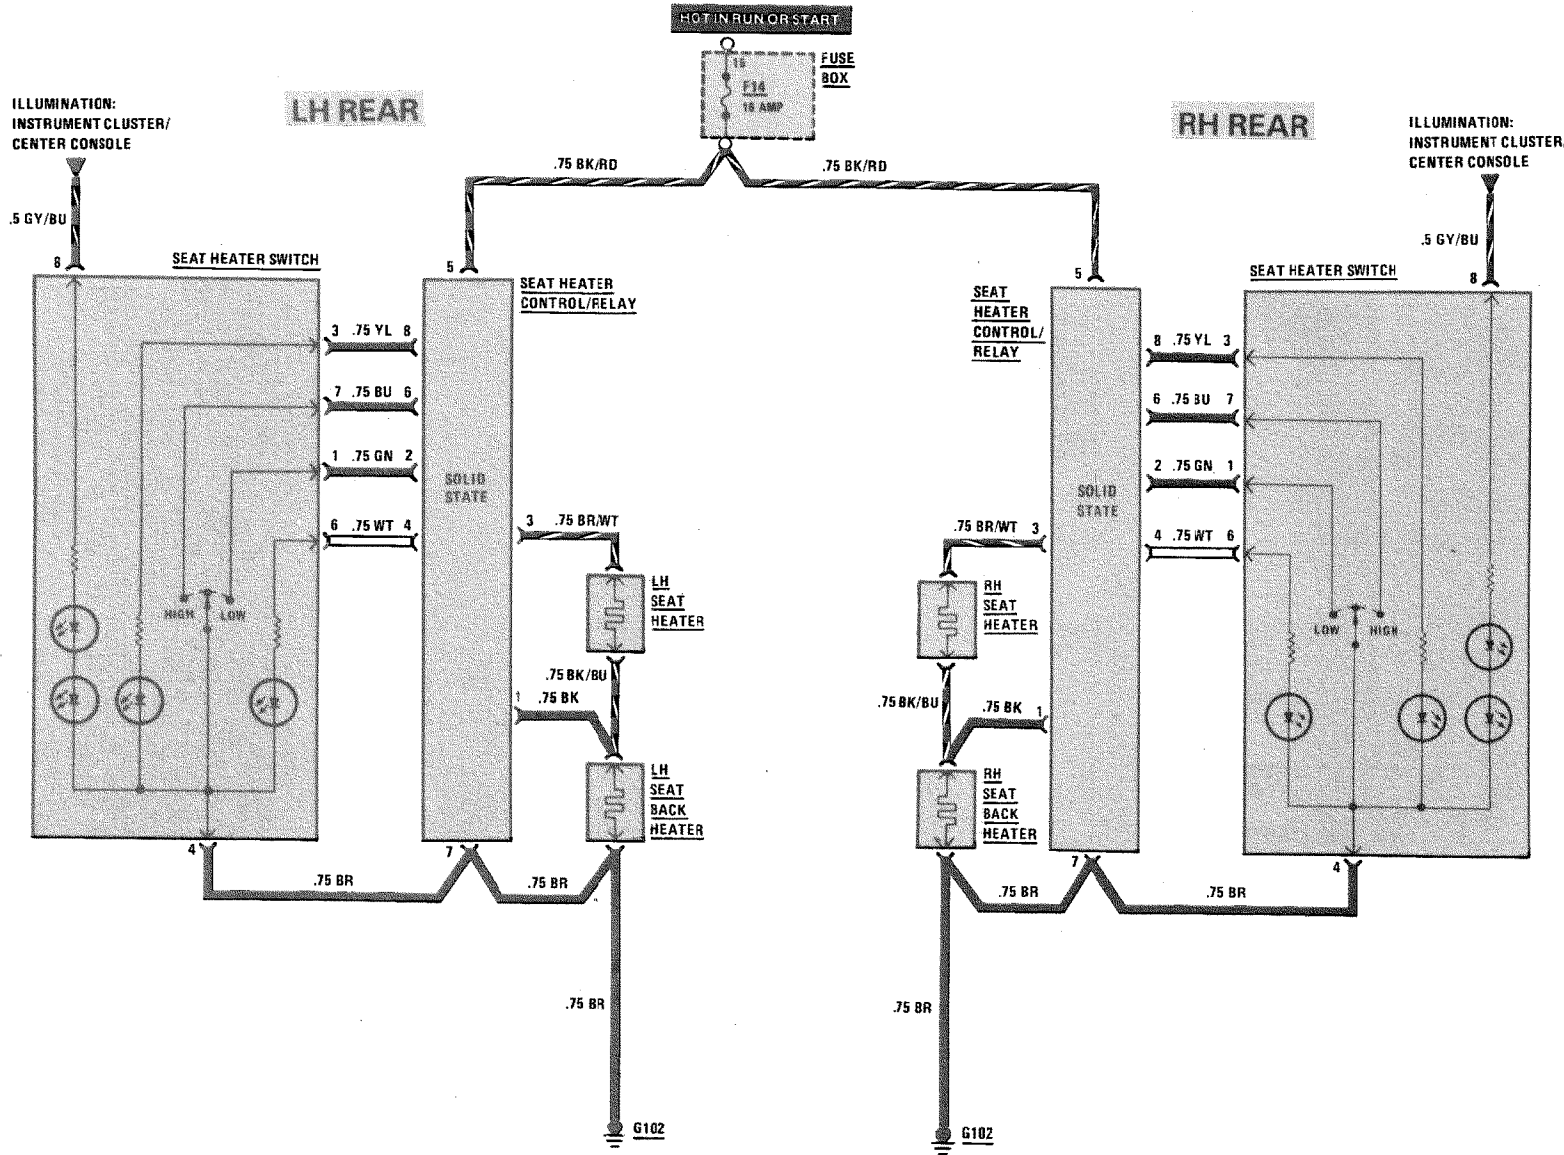 HOT IN RUN OR START
16
F14
16 AMP
FUSE
BOX
LH REAR
RH REAR
ILLUMINATION:
INSTRUMENT CLUSTER/
CENTER CONSOLE
.5 GY/BU
8
SEAT HEATER SWITCH
.75 BK/RD
.75 BK/RD
5
SEAT HEATER
CONTROL/RELAY
3 .75 YL 8
7 .75 BU 6
1 .75 GN 2
6 .75 WT 4
SOLID
STATE
HIGH
LOW
3 .75 BR/WT
LH
SEAT
HEATER
.75 BK/BU
1 .75 BK
LH
SEAT
BACK
HEATER
4
7
.75 BR
.75 BR
.75 BR
G102
ILLUMINATION:
INSTRUMENT CLUSTER
CENTER CONSOLE
.5 GY/BU
8
SEAT HEATER SWITCH
5
SEAT
HEATER
CONTROL/
RELAY
8 .75 YL 3
6 .75 BU 7
2 .75 GN 1
4 .75 WT 6
SOLID
STATE
LOW
HIGH
.75 BR/WT 3
RH
SEAT
HEATER
.75 BK/BU
.75 BK 1
RH
SEAT
BACK
HEATER
7
4
.75 BR
.75 BR
.75 BR
G102